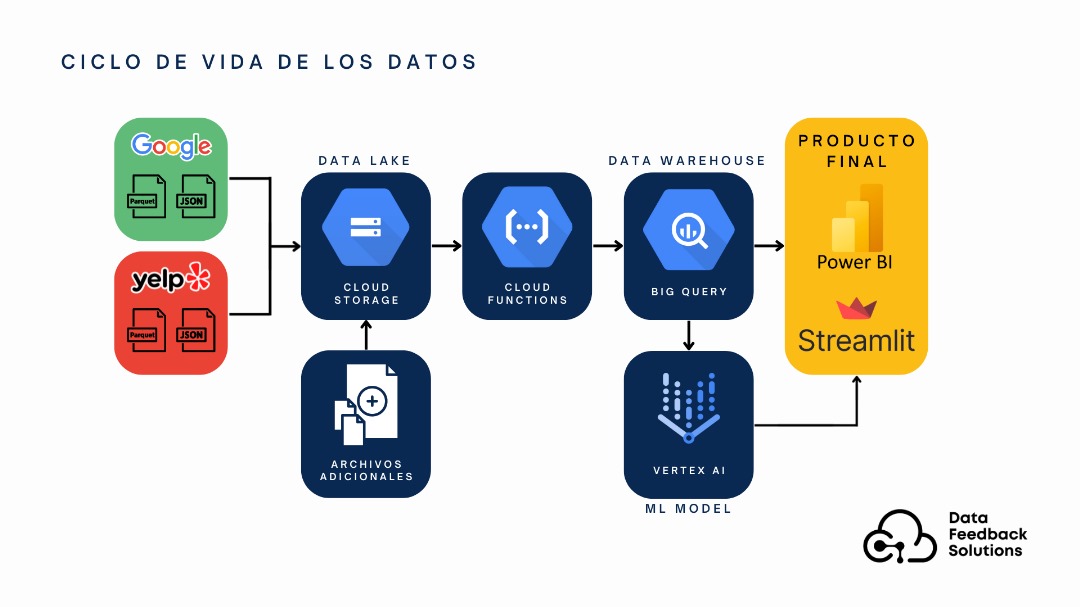 CICLO DE VIDA DE LOS DATOS
Google
Parquet
JSON
yelp
Parquet
JSON
DATA LAKE
CLOUD
STORAGE
ARCHIVOS
ADICIONALES
CLOUD
FUNCTIONS
DATA WAREHOUSE
BIG QUERY
VERTEX AI
ML MODEL
PRODUCTO
FINAL
Power BI
Streamlit
Data
Feedback
Solutions